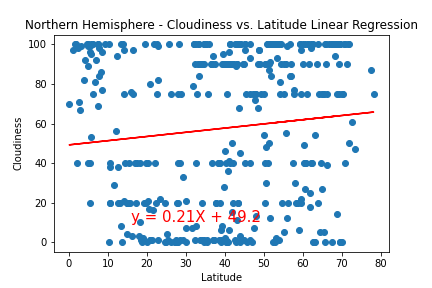 Northern Hemisphere - Cloudiness vs. Latitude Linear Regression
100
80
60
40
20
0
Cloudiness
y = 0.21X + 49.2
0 10 20 30 40 50 60 70 80
Latitude